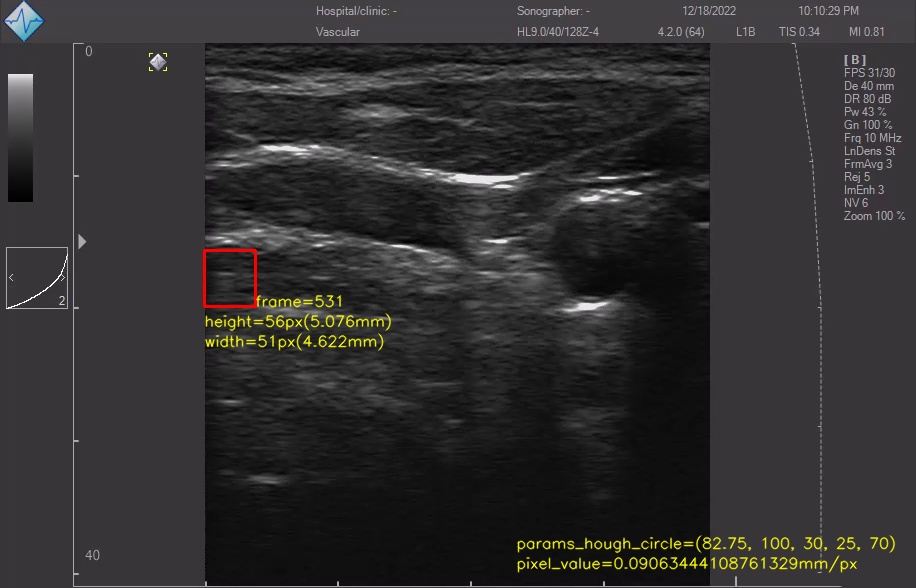 Hospital/clinic: - Sonographer: - 12/18/2022 10:10:29 PM
Vascular HL9.0/40/128Z-4 4.2.0 (64) L1B TIS 0.34 MI 0.81
0
[ B ]
FPS 31/30
De 40 mm
DR 80 dB
Pw 43 %
Gn 100 %
Frq 10 MHz
LnDens St
FrmAvg 3
Rej 5
ImEnh 3
NV 6
Zoom 100 %
2
frame=531
height=56px(5.076mm)
width=51px(4.622mm)
params_hough_circle=(82.75, 100, 30, 25, 70)
40
pixel_value=0.09063444108761329mm/px